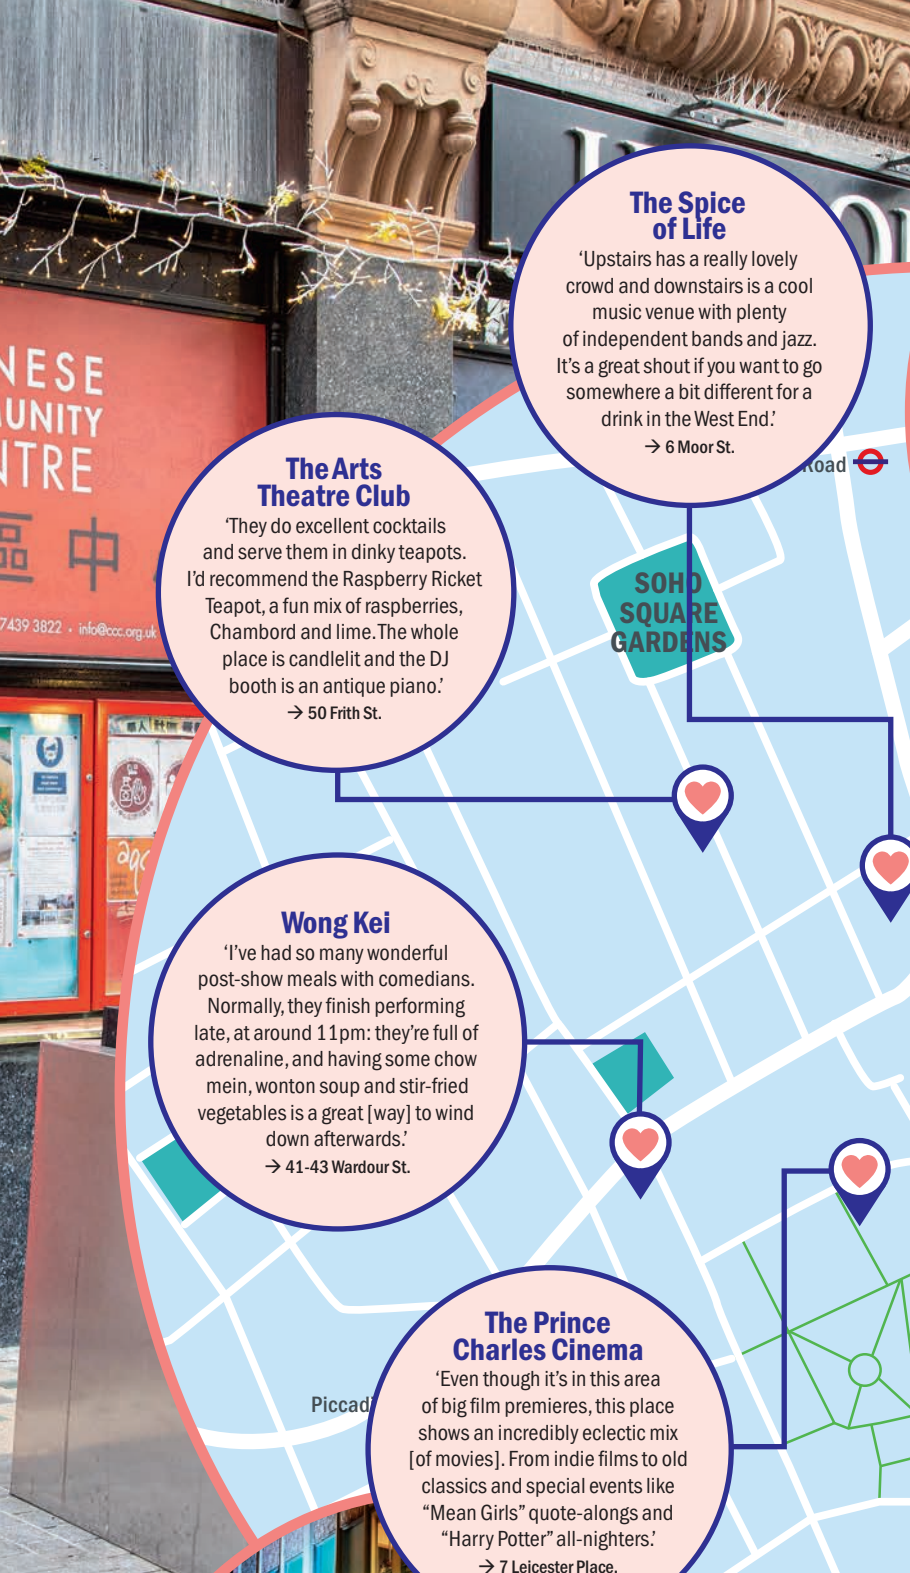 The Spice
of Life
‘Upstairs has a really lovely
crowd and downstairs is a cool
music venue with plenty
of independent bands and jazz.
It’s a great shout if you want to go
somewhere a bit different for a
drink in the West End.’
→ 6 Moor St.
Road
NESE
UNITY
NTRE
區中
7439 3822 · info@ccc.org.uk
The Arts
Theatre Club
‘They do excellent cocktails
and serve them in dinky teapots.
I’d recommend the Raspberry Ricket
Teapot, a fun mix of raspberries,
Chambord and lime. The whole
place is candlelit and the DJ
booth is an antique piano.’
→ 50 Frith St.
SOHO
SQUARE
GARDENS
Wong Kei
‘I’ve had so many wonderful
post-show meals with comedians.
Normally, they finish performing
late, at around 11pm: they’re full of
adrenaline, and having some chow
mein, wonton soup and stir-fried
vegetables is a great [way] to wind
down afterwards.’
→ 41-43 Wardour St.
Piccadi
The Prince
Charles Cinema
‘Even though it’s in this area
of big film premieres, this place
shows an incredibly eclectic mix
[of movies]. From indie films to old
classics and special events like
“Mean Girls” quote-alongs and
“Harry Potter” all-nighters.’
→ 7 Leicester Place.